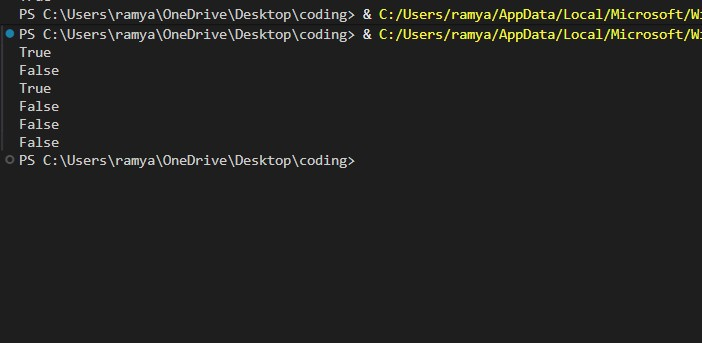 PS C:\Users\ramya\OneDrive\Desktop\coding> & C:/Users/ramya/AppData/Local/Microsoft/Wi
PS C:\Users\ramya\OneDrive\Desktop\coding> & C:/Users/ramya/AppData/Local/Microsoft/Wi
True
False
True
False
False
False
PS C:\Users\ramya\OneDrive\Desktop\coding>